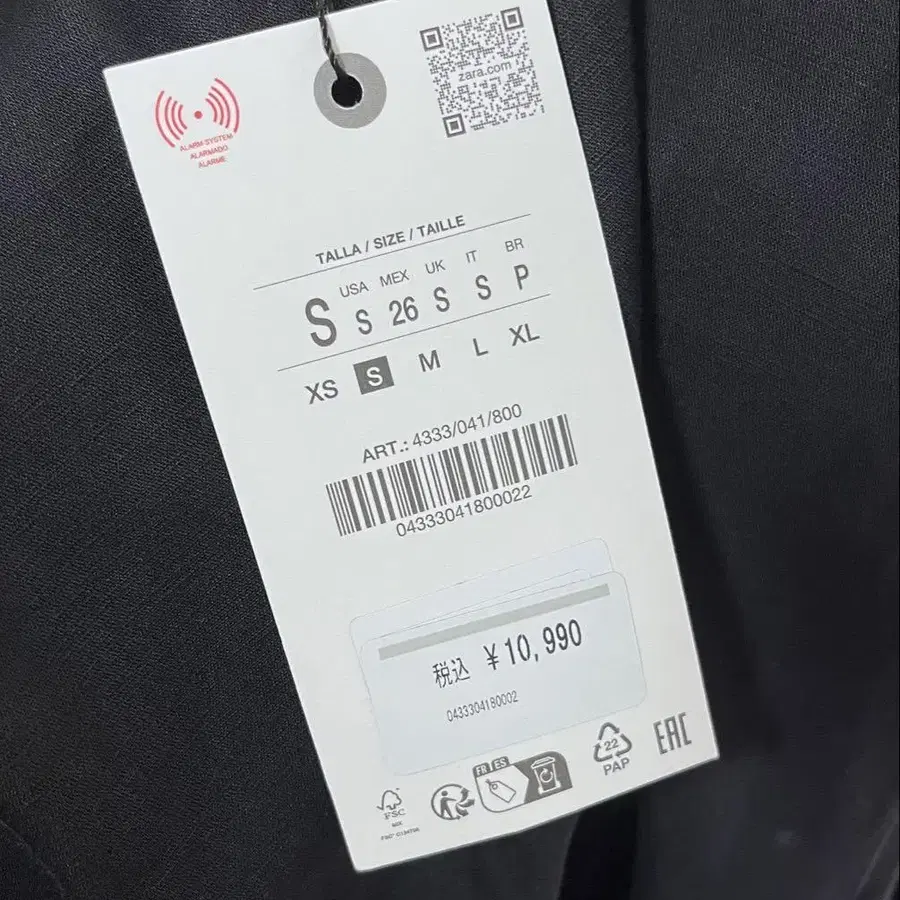 zara.com
ALARM-SYSTEM
ALARMADO
ALARME
TALLA / SIZE / TAILLE
USA MEX UK IT BR
S S 26 S S P
XS S M L XL
ART.: 4333/041/800
04333041800022
税込 ¥10,990
0433304180002
FR ES
22
PAP
EAC
FSC
MIX